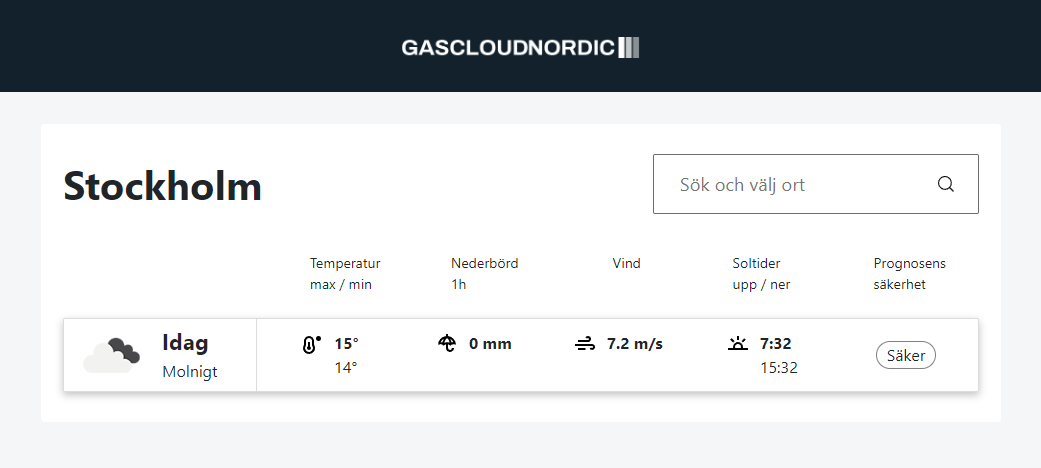 GASCLOUDNORDIC
Stockholm
Sök och välj ort
Temperatur
max / min
Nederbörd
1h
Vind
Soltider
upp / ner
Prognosens
säkerhet
Idag
Molnigt
15°
14°
0 mm
7.2 m/s
7:32
15:32
Säker